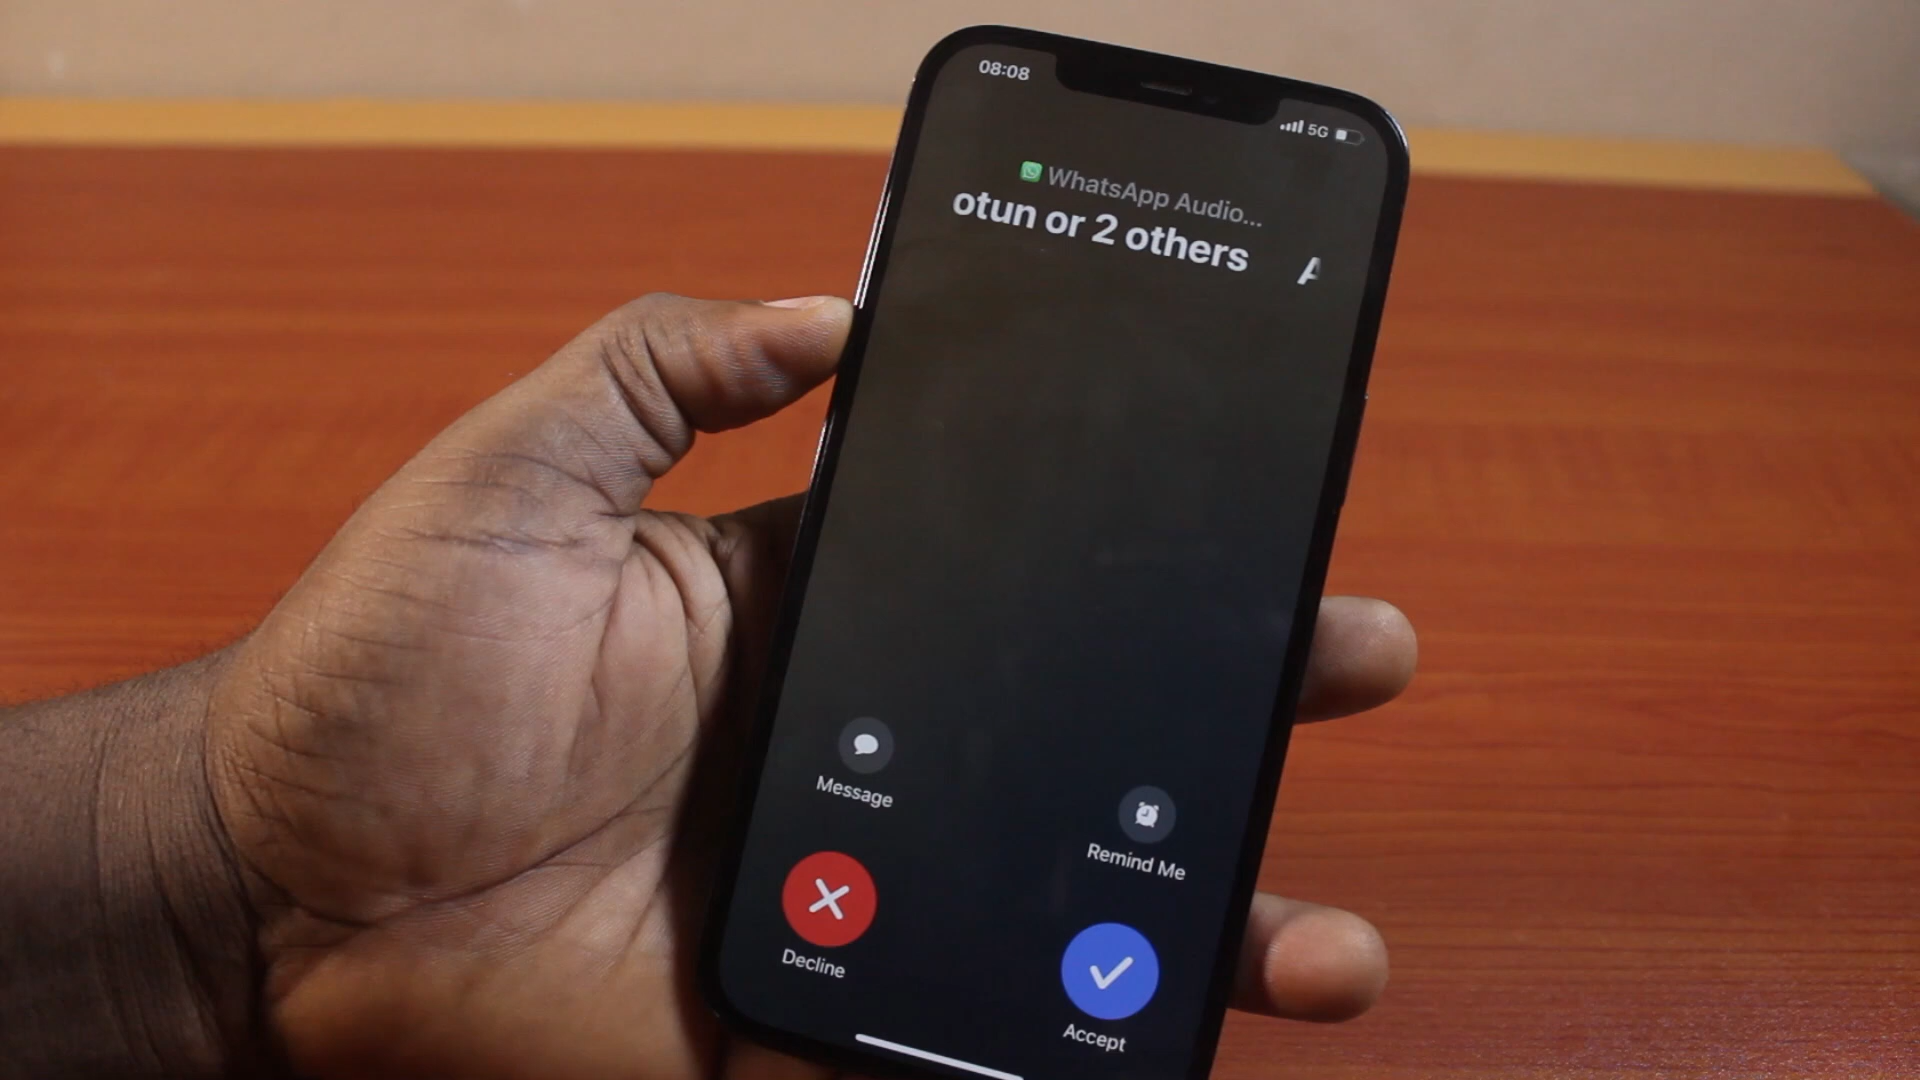 08:08
5G
WhatsApp Audio...
otun or 2 others A
Message
Remind Me
Decline
Accept